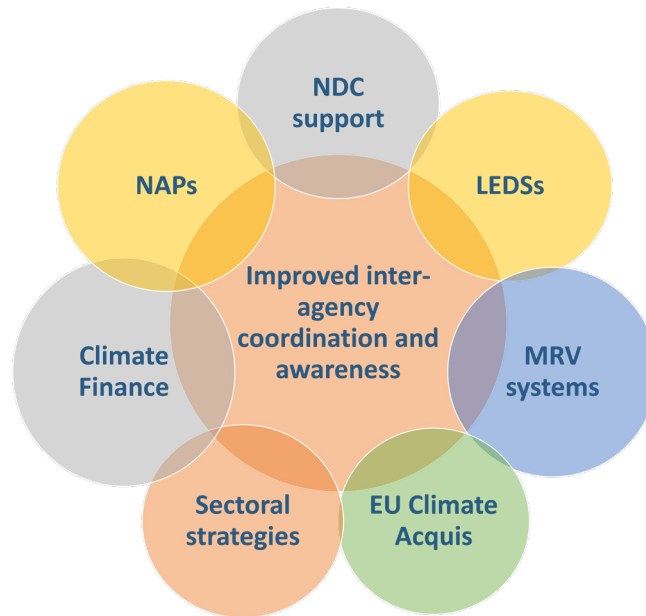 NDC
support
NAPs
LEDSs
Improved inter-
agency
coordination and
awareness
Climate
Finance
MRV
systems
Sectoral
strategies
EU Climate
Acquis